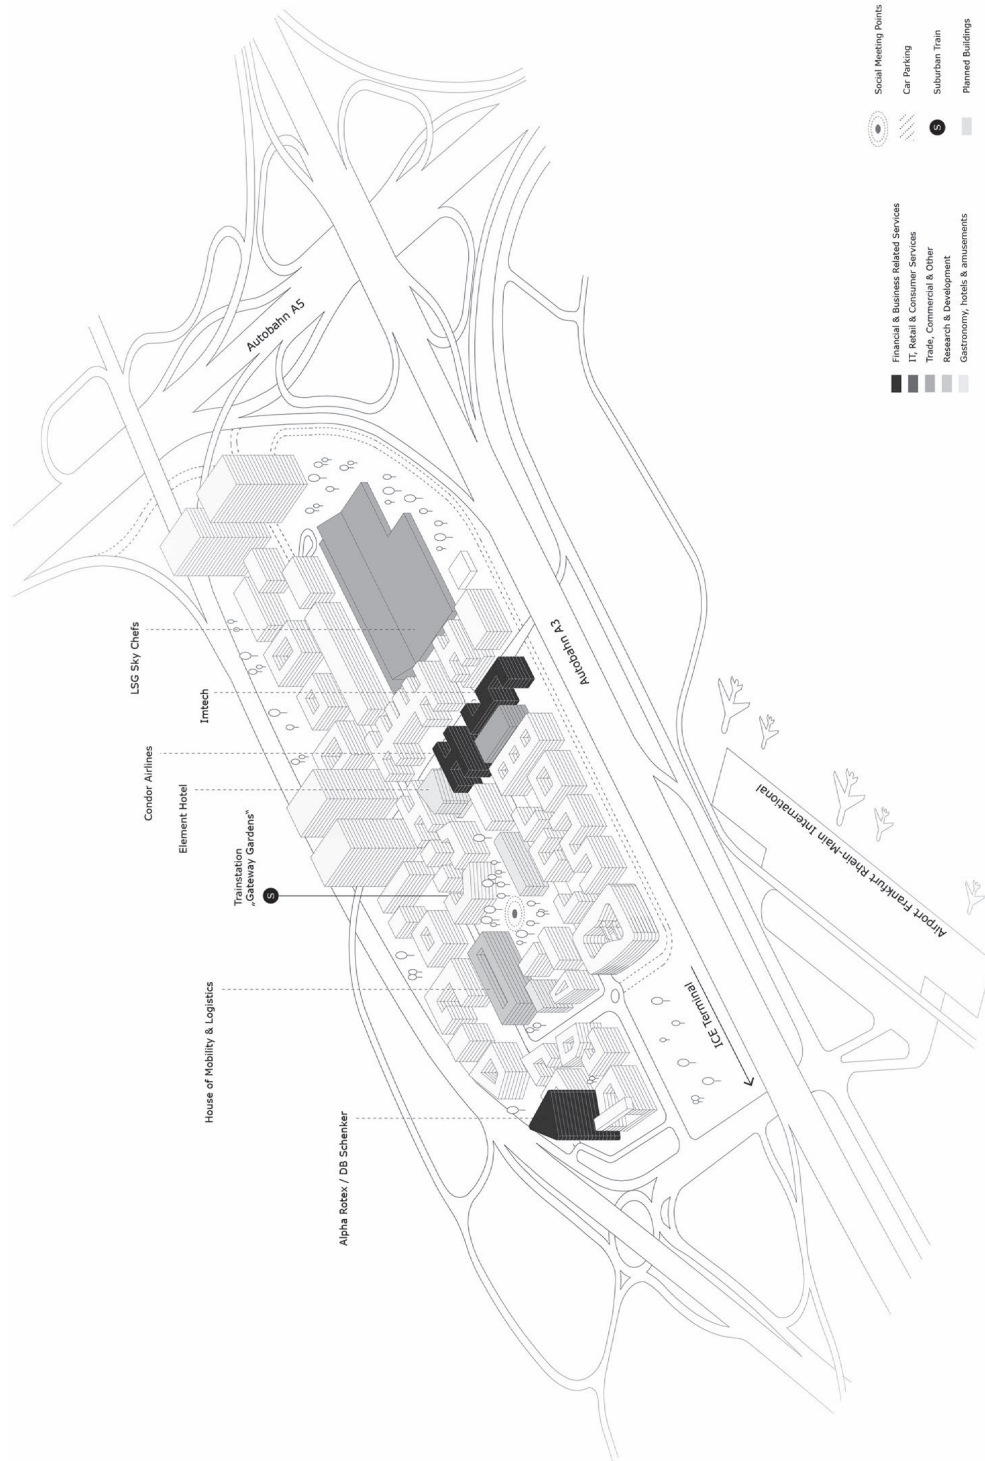 Autobahn A5
LSG Sky Chefs
Imtech
Condor Airlines
Element Hotel
Trainstation
„Gateway Gardens“
S
House of Mobility & Logistics
Alpha Rotex / DB Schenker
Autobahn A3
ICE Terminal
Airport Frankfurt Rhein-Main International
Financial & Business Related Services
IT, Retail & Consumer Services
Trade, Commercial & Other
Research & Development
Gastronomy, hotels & amusements
Social Meeting Points
Car Parking
S
Suburban Train
Planned Buildings